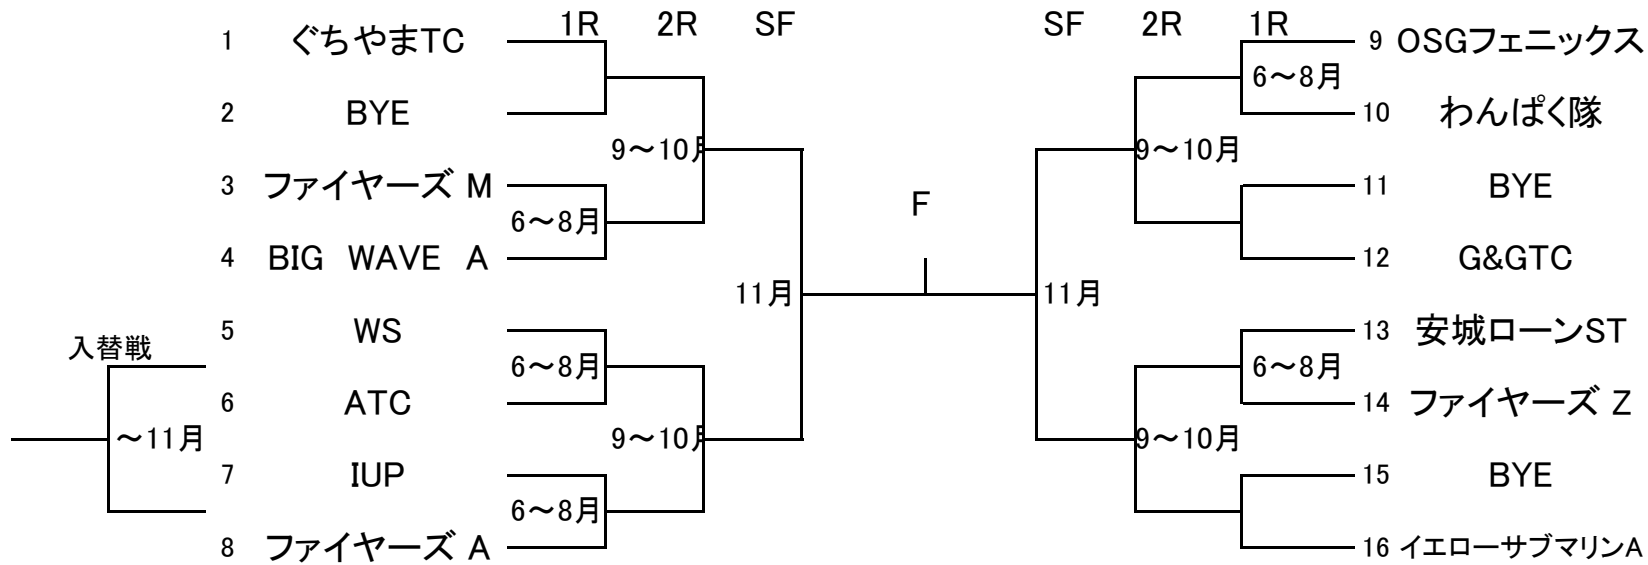 1R 2R SF SF 2R 1R
1 ぐちやまTC 9 OSGフェニックス
6～8月
2 BYE 10 わんぱく隊
9～10月 9～10月
3 ファイヤーズ M 11 BYE
6～8月 F
4 BIG WAVE A 12 G&GTC
11月 11月
5 WS 13 安城ローンST
入替戦
6～8月 6～8月
6 ATC 14 ファイヤーズ Z
～11月 9～10月 9～10月
7 IUP 15 BYE
6～8月
8 ファイヤーズ A 16 イエローサブマリンA